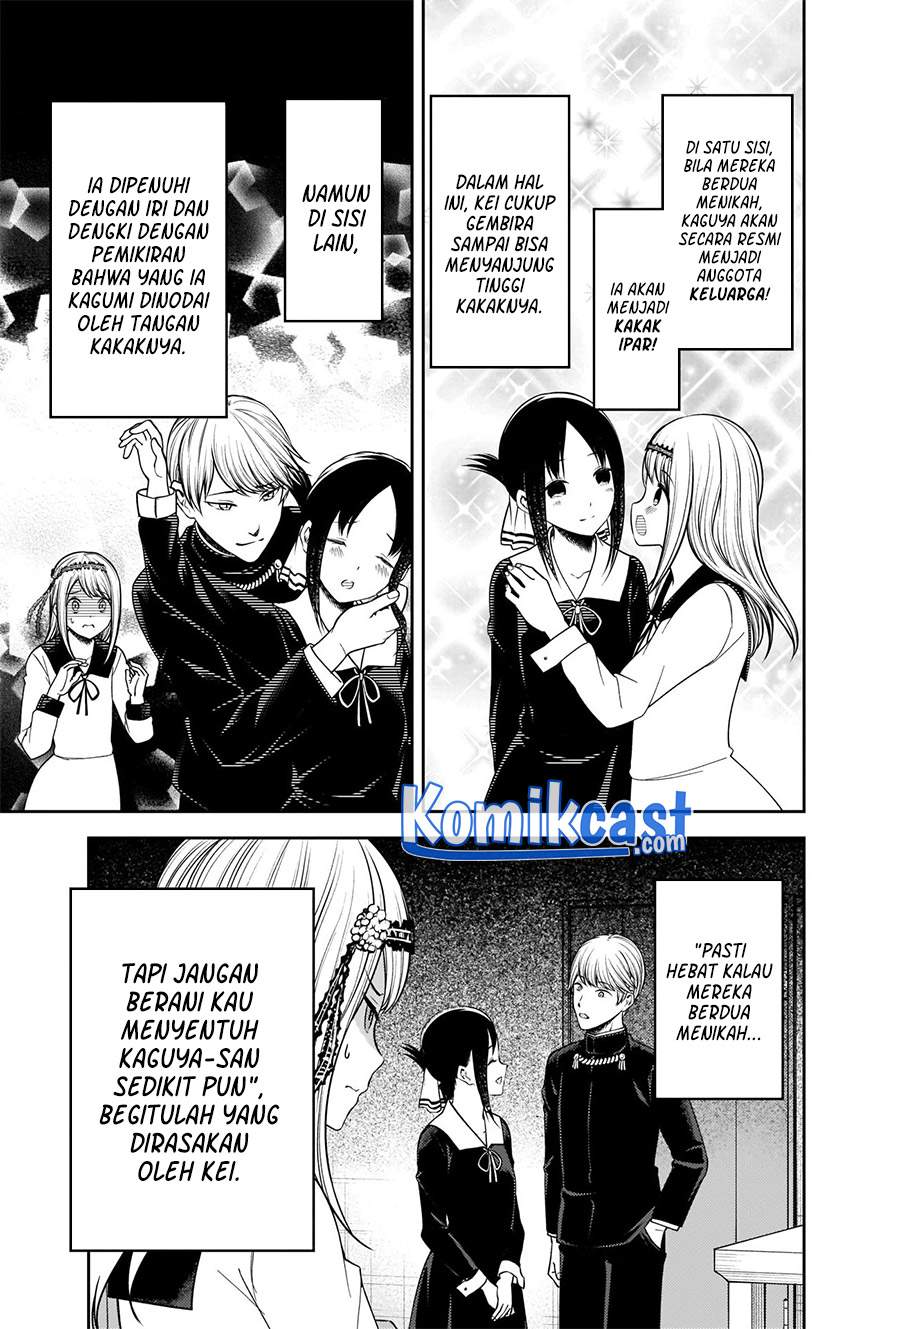 DI SATU SISI,
BILA MEREKA
BERDUA
MENIKAH,
KAGUYA AKAN
SECARA RESMI
MENJADI
ANGGOTA
KELUARGA!
IA AKAN
MENJADI
KAKAK
IPAR!
DALAM HAL
INI, KEI CUKUP
GEMBIRA
SAMPAI BISA
MENYANJUNG
TINGGI
KAKAKNYA.
NAMUN
DI SISI
LAIN,
IA DIPENUHI
DENGAN IRI DAN
DENGKI DENGAN
PEMIKIRAN
BAHWA YANG IA
KAGUMI DINODAI
OLEH TANGAN
KAKAKNYA.
Komikcast
.com
"PASTI
HEBAT KALAU
MEREKA
BERDUA
MENIKAH...
TAPI JANGAN
BERANI KAU
MENYENTUH
KAGUYA-SAN
SEDIKIT PUN",
BEGITULAH YANG
DIRASAKAN
OLEH KEI.